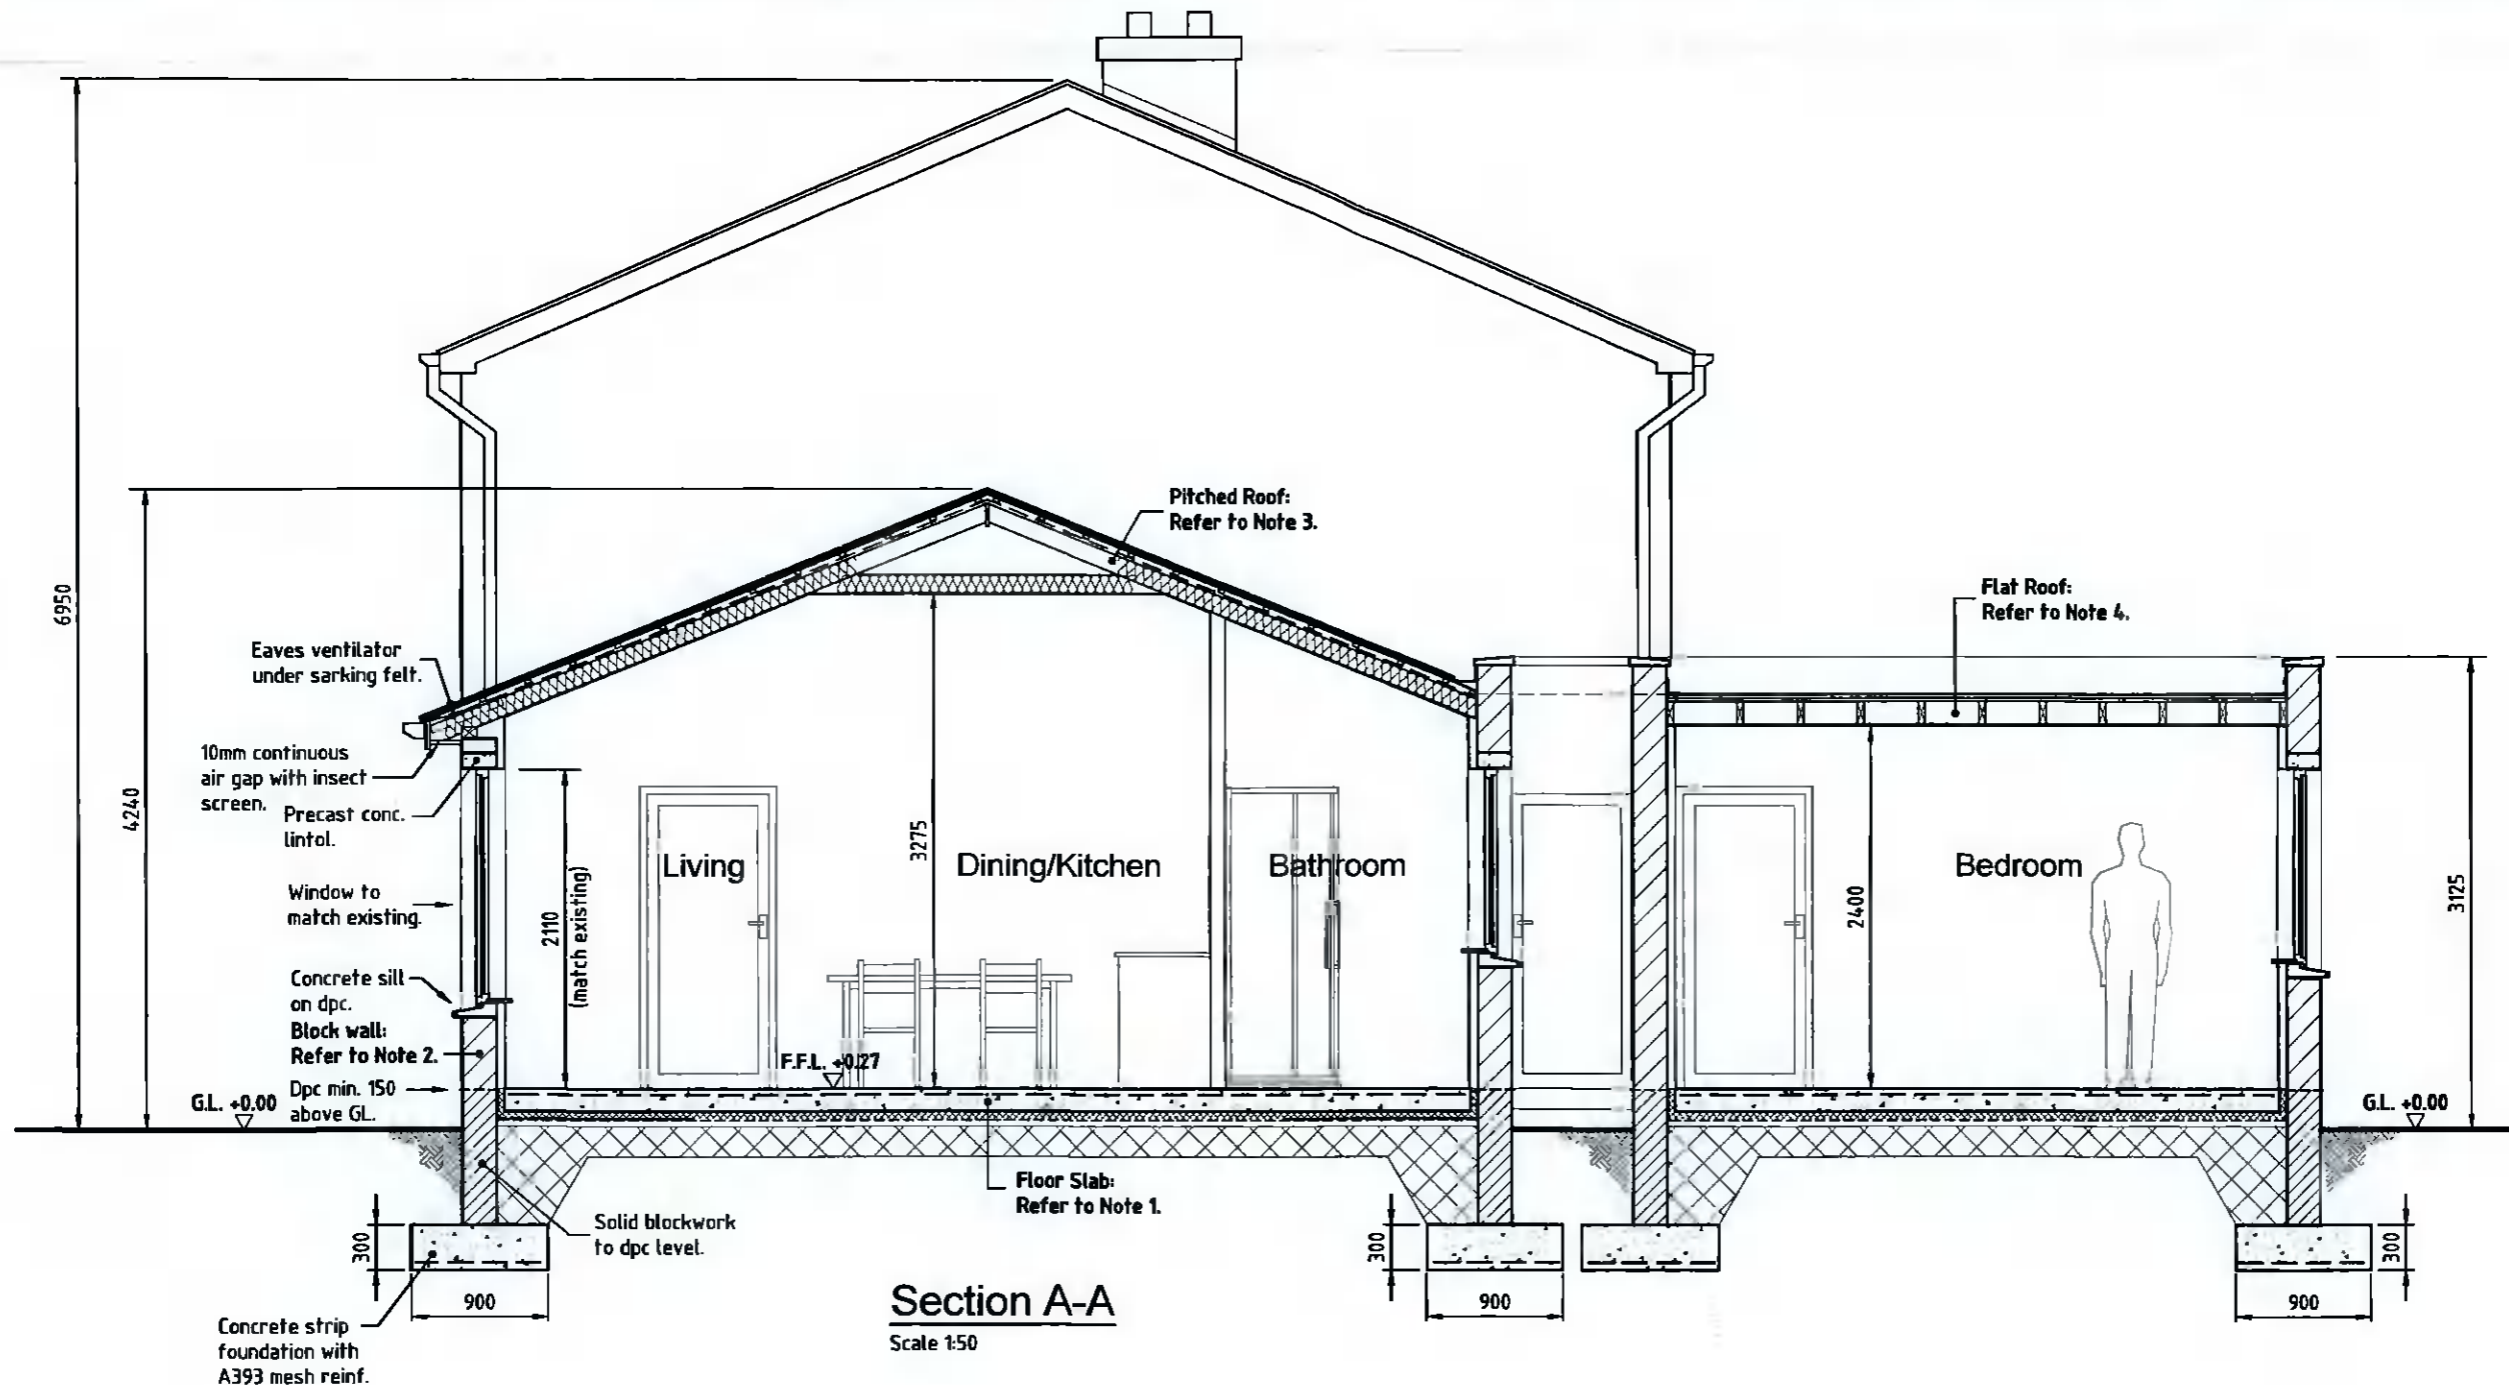 6950
4240
Pitched Roof:
Refer to Note 3.
Flat Roof:
Refer to Note 4.
Eaves ventilator
under sarking felt.
10mm continuous
air gap with insect
screen.
Precast conc.
lintol.
Window to
match existing.
Concrete sill
on dpc.
Block wall:
Refer to Note 2.
Dpc min. 150
above GL.
G.L. +0.00
2110
(match existing)
Living
3275
Dining/Kitchen
Bathroom
Bedroom
2400
3125
F.F.L. +0.27
G.L. +0.00
Floor Slab:
Refer to Note 1.
Solid blockwork
to dpc level.
300
900
300
900
300
900
Concrete strip
foundation with
A393 mesh reinf.
Section A-A
Scale 1:50